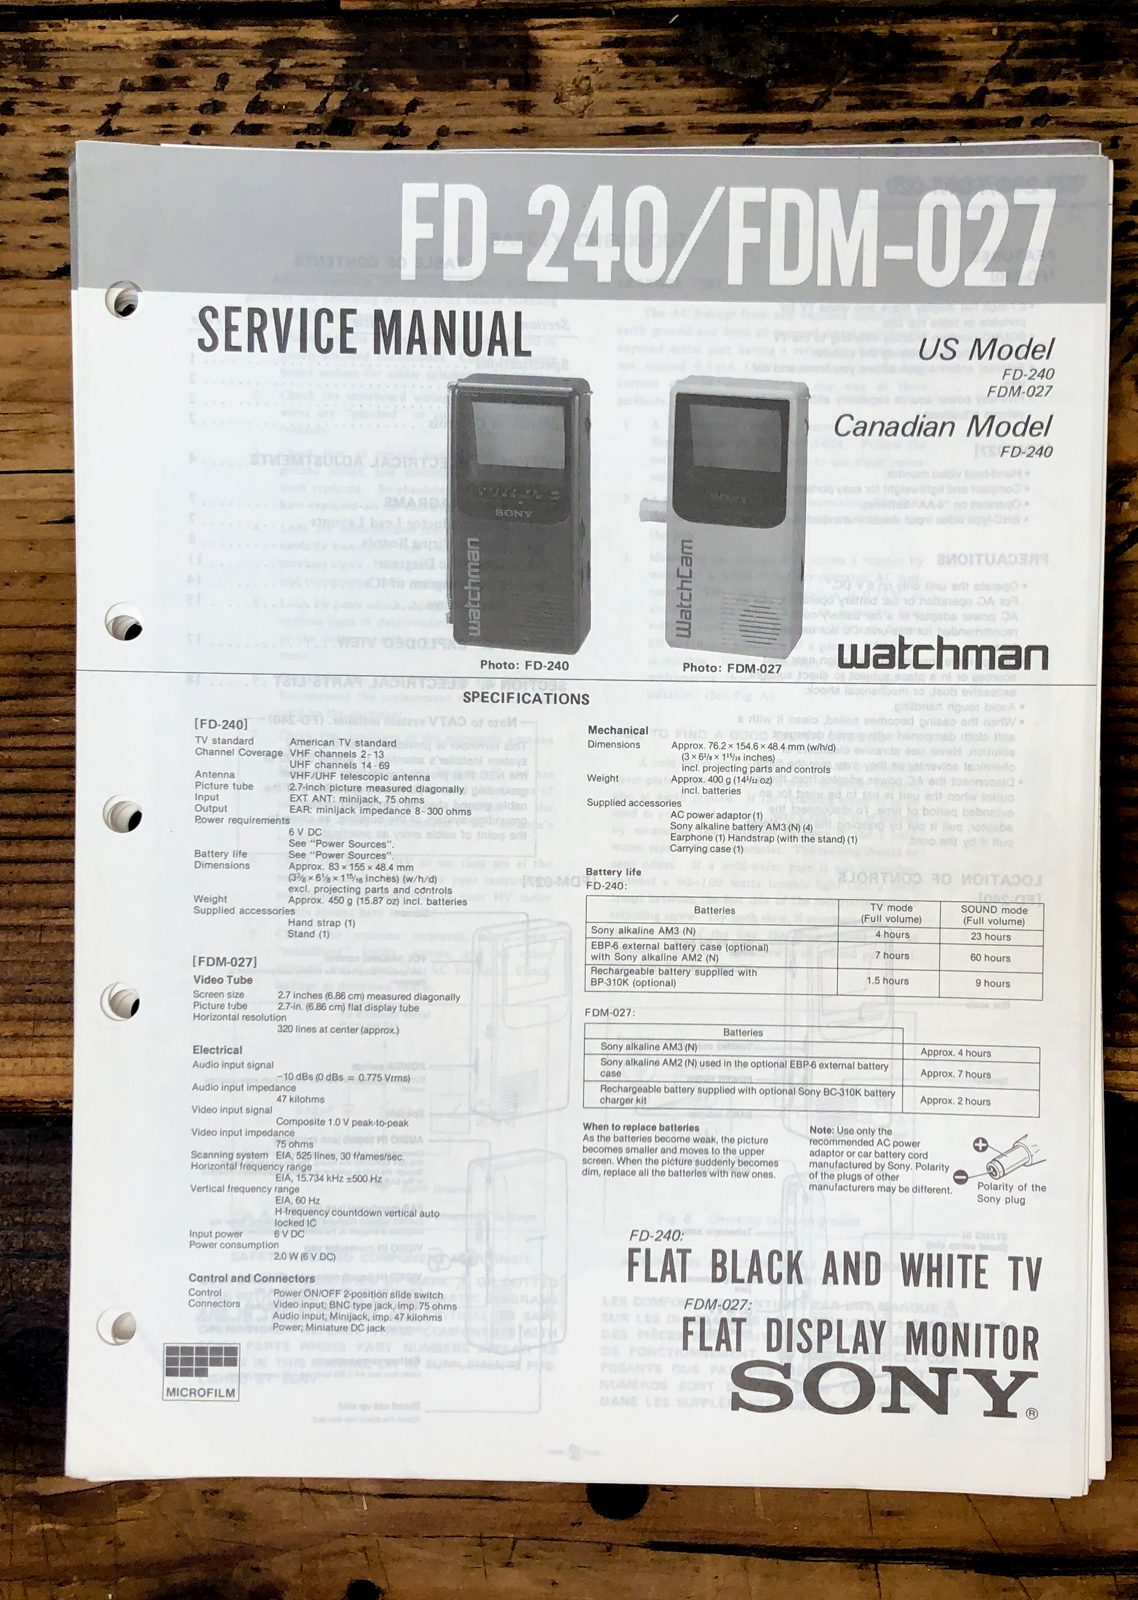 FD-240/FDM-027
SERVICE MANUAL
US Model
FD-240
FDM-027
Canadian Model
FD-240
SONY
watchman
SONY
WatchCam
Photo: FD-240
Photo: FDM-027
watchman
SPECIFICATIONS
[FD-240]
TV standard American TV standard
Channel Coverage VHF channels 2-13
UHF channels 14-69
Antenna VHF/UHF telescopic antenna
Picture tube 2.7-inch picture measured diagonally
Input EXT ANT: minijack, 75 ohms
Output EAR: minijack impedance 8-300 ohms
Power requirements
6 V DC
See "Power Sources".
Battery life See "Power Sources".
Dimensions Approx. 83 × 155 × 48.4 mm
(3⅜ × 6⅛ × 1 15/16 inches) (w/h/d)
excl. projecting parts and controls
Weight Approx. 450 g (15.87 oz) incl. batteries
Supplied accessories
Hand strap (1)
Stand (1)
[FDM-027]
Video Tube
Screen size 2.7 inches (6.86 cm) measured diagonally
Picture tube 2.7-in. (6.86 cm) flat display tube
Horizontal resolution
320 lines at center (approx.)
Electrical
Audio input signal
−10 dBs (0 dBs = 0.775 Vrms)
Audio input impedance
47 kilohms
Video input signal
Composite 1.0 V peak-to-peak
Video input impedance
75 ohms
Scanning system EIA, 525 lines, 30 frames/sec.
Horizontal frequency range
EIA, 15.734 kHz ±500 Hz
Vertical frequency range
EIA, 60 Hz
H-frequency countdown vertical auto
locked IC
Input power 6 V DC
Power consumption
2.0 W (6 V DC)
Control and Connectors
Control Power ON/OFF 2-position slide switch
Connectors Video input; BNC type jack, imp. 75 ohms
Audio input; Minijack, imp. 47 kilohms
Power; Miniature DC jack
MICROFILM
Mechanical
Dimensions Approx. 76.2 × 154.6 × 48.4 mm (w/h/d)
(3 × 6⅛ × 1 15/16 inches)
incl. projecting parts and controls
Weight Approx. 400 g
incl. batteries
Supplied accessories
AC power adaptor (1)
Sony alkaline battery AM3 (N) (4)
Earphone (1) Handstrap (with the stand) (1)
Carrying case (1)
Battery life
FD-240:
Batteries TV mode (Full volume) SOUND mode (Full volume)
Sony alkaline AM3 (N) 4 hours 23 hours
EBP-6 external battery case (optional)
with Sony alkaline AM2 (N) 7 hours 60 hours
Rechargeable battery supplied with
BP-310K (optional) 1.5 hours 9 hours
FDM-027:
Batteries
Sony alkaline AM3 (N) Approx. 4 hours
Sony alkaline AM2 (N) used in the optional EBP-6 external battery
case Approx. 7 hours
Rechargeable battery supplied with optional Sony BC-310K battery
charger kit Approx. 2 hours
When to replace batteries
As the batteries become weak, the picture
becomes smaller and moves to the upper
screen. When the picture suddenly becomes
dim, replace all the batteries with new ones.
Note: Use only the
recommended AC power
adaptor or car battery cord
manufactured by Sony. Polarity
of the plugs of other
manufacturers may be different.
Polarity of the
Sony plug
FD-240:
FLAT BLACK AND WHITE TV
FDM-027:
FLAT DISPLAY MONITOR
SONY®